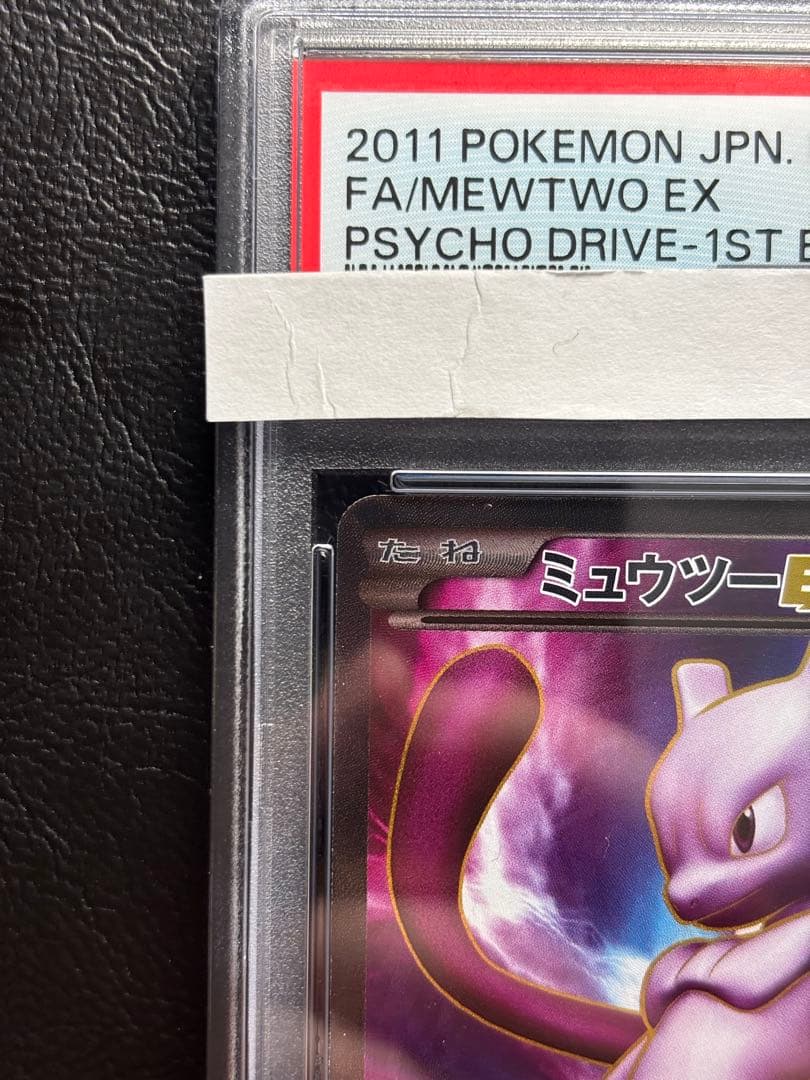 2011 POKEMON JPN.
FA/MEWTWO EX
PSYCHO DRIVE-1ST
たね
ミュウツー